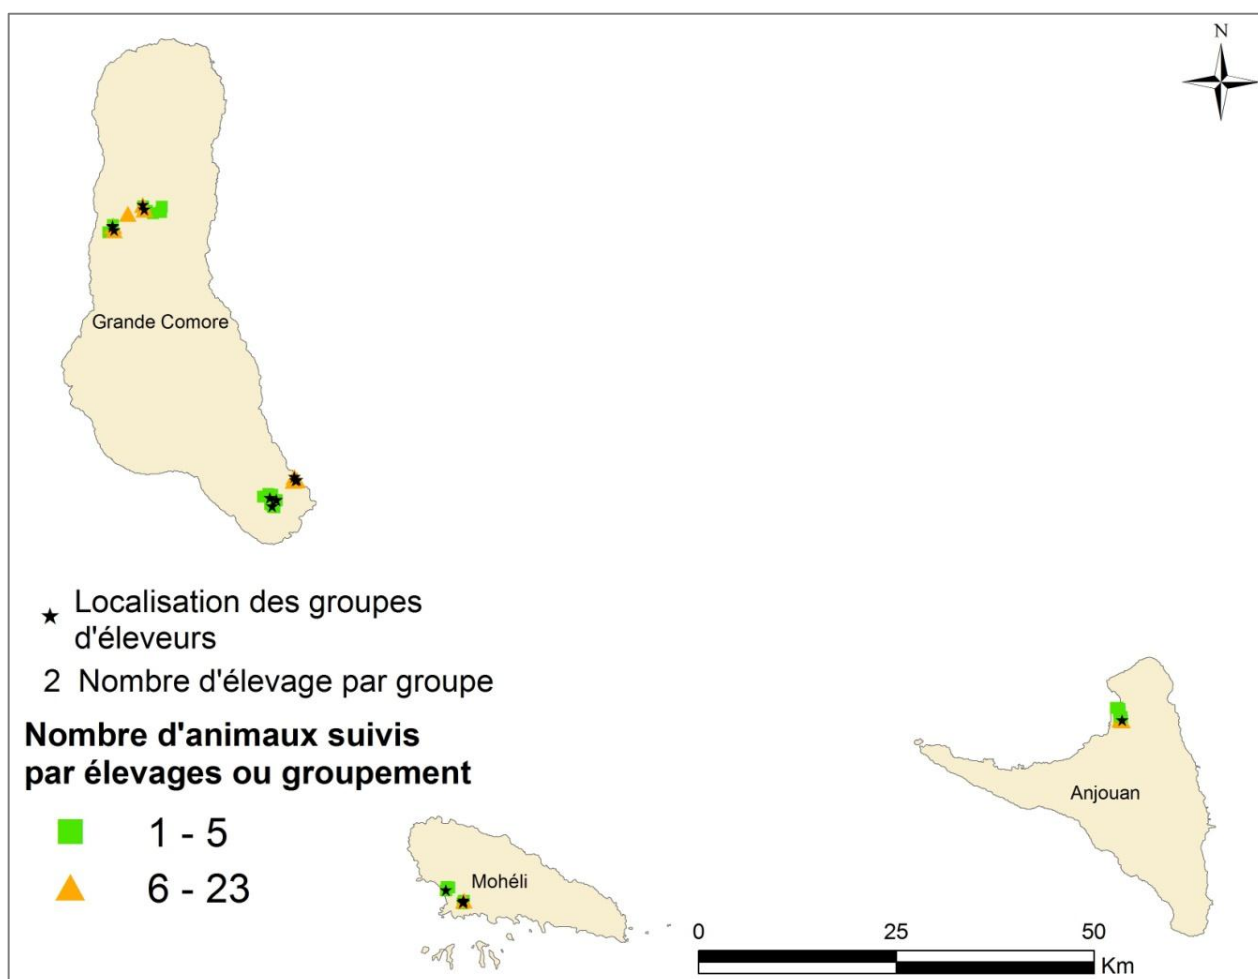 N
Grande Comore
Localisation des groupes
d'éleveurs
2 Nombre d'élevage par groupe
Nombre d'animaux suivis
par élevages ou groupement
1 - 5
6 - 23
Mohéli
Anjouan
0 25 50
Km